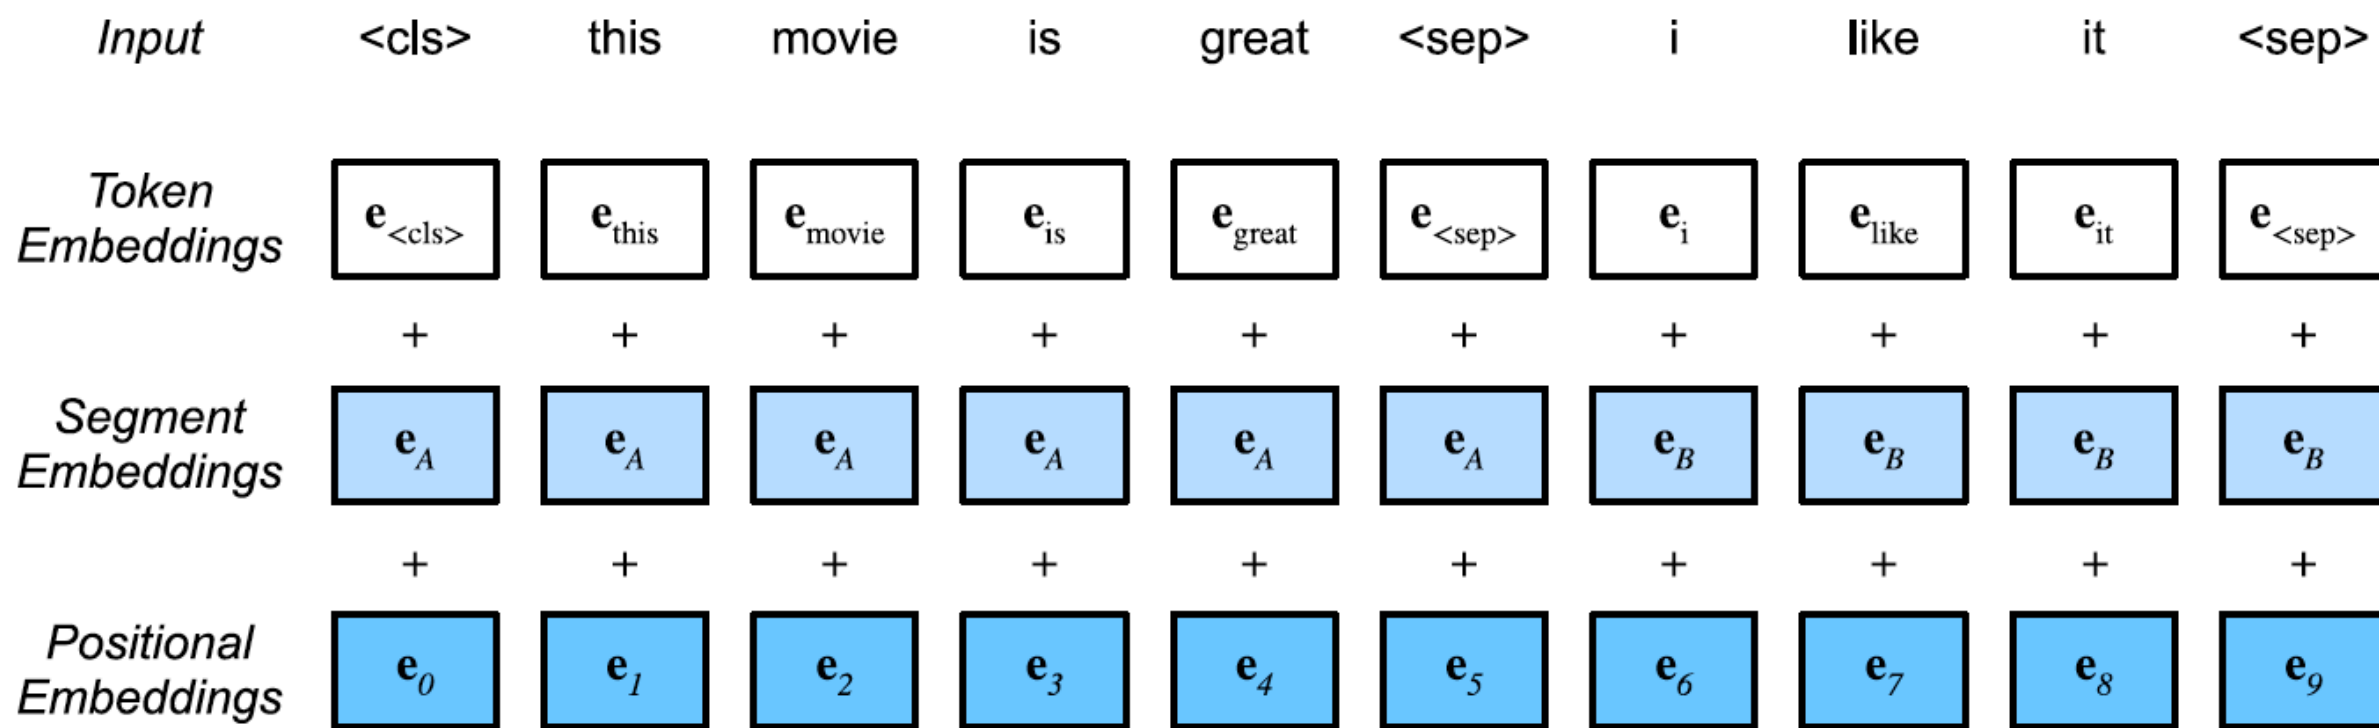 Input <cls> this movie is great <sep> i like it <sep>
Token Embeddings e<cls> ethis emovie eis egreat e<sep> ei elike eit e<sep>
+ + + + + + + + + +
Segment Embeddings eA eA eA eA eA eA eB eB eB eB
+ + + + + + + + + +
Positional Embeddings e0 e1 e2 e3 e4 e5 e6 e7 e8 e9